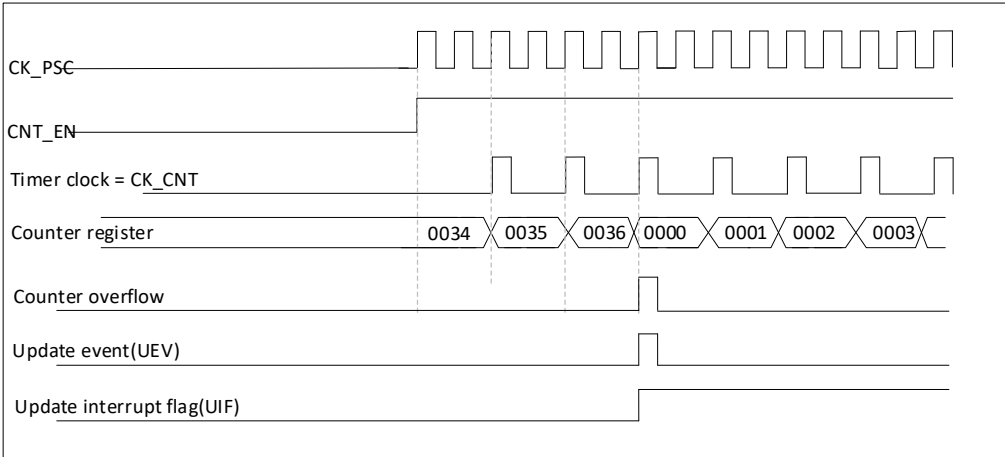 CK_PSC
CNT_EN
Timer clock = CK_CNT
Counter register 0034 0035 0036 0000 0001 0002 0003
Counter overflow
Update event(UEV)
Update interrupt flag(UIF)